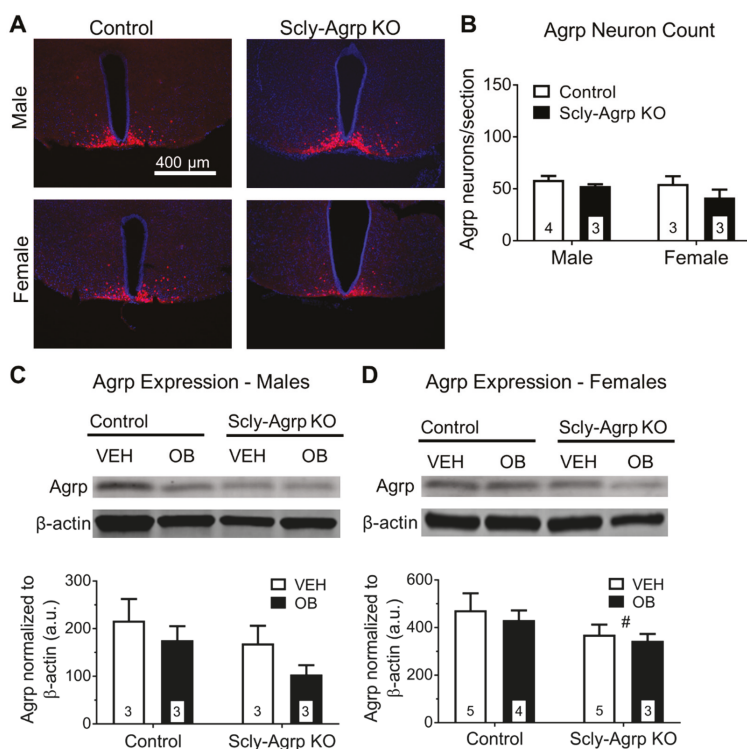 A
Control
Scly-Agrp KO
Male
400 µm
Female
B
Agrp Neuron Count
Agrp neurons/section
150
100
50
0
Control
Scly-Agrp KO
4
3
3
3
Male
Female
C
Agrp Expression - Males
Control
Scly-Agrp KO
VEH
OB
VEH
OB
Agrp
β-actin
Agrp normalized to
β-actin (a.u.)
300
200
100
0
VEH
OB
3
3
3
3
Control
Scly-Agrp KO
D
Agrp Expression - Females
Control
Scly-Agrp KO
VEH
OB
VEH
OB
Agrp
β-actin
Agrp normalized to
β-actin (a.u.)
600
400
200
0
VEH
OB
#
5
4
5
3
Control
Scly-Agrp KO